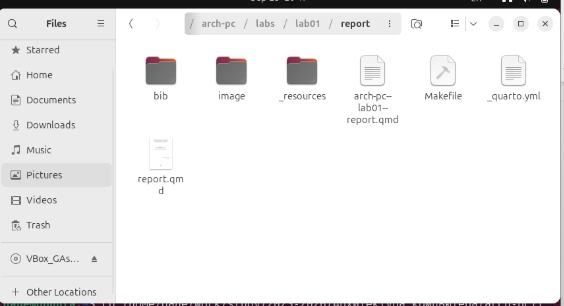 Files
/ arch-pc / labs / lab01 / report
Starred
Home
Documents
Downloads
Music
Pictures
Videos
Trash
VBox_GAs...
+ Other Locations
bib
image
_resources
arch-pc--
lab01--
report.qmd
Makefile
_quarto.yml
report.qm
d